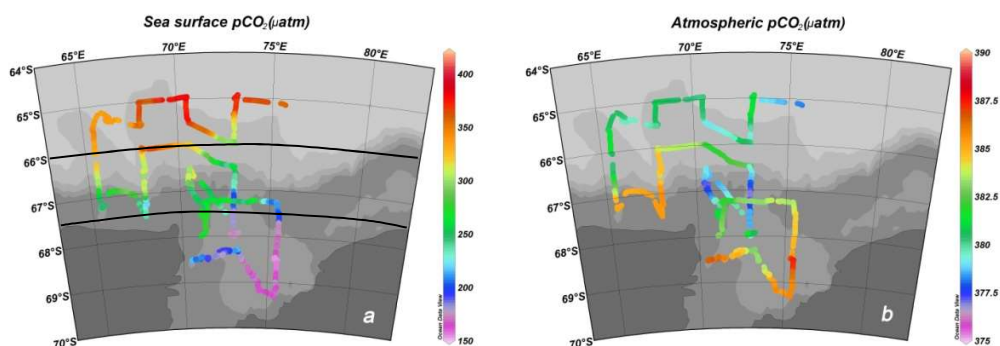 Sea surface pCO₂(μatm)
65°E
70°E
75°E
80°E
64°S
65°S
66°S
67°S
68°S
69°S
70°S
400
350
300
250
200
150
Ocean Data View
a
Atmospheric pCO₂(μatm)
65°E
70°E
75°E
80°E
64°S
65°S
66°S
67°S
68°S
69°S
70°S
390
387.5
385
382.5
380
377.5
375
Ocean Data View
b